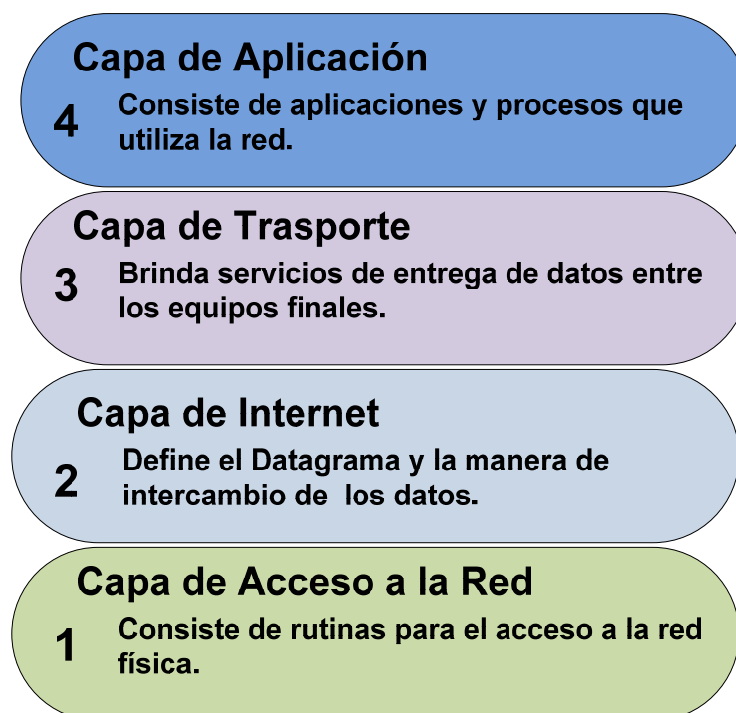 Capa de Aplicación
4
Consiste de aplicaciones y procesos que
utiliza la red.
Capa de Trasporte
3
Brinda servicios de entrega de datos entre
los equipos finales.
Capa de Internet
2
Define el Datagrama y la manera de
intercambio de  los datos.
Capa de Acceso a la Red
1
Consiste de rutinas para el acceso a la red
física.